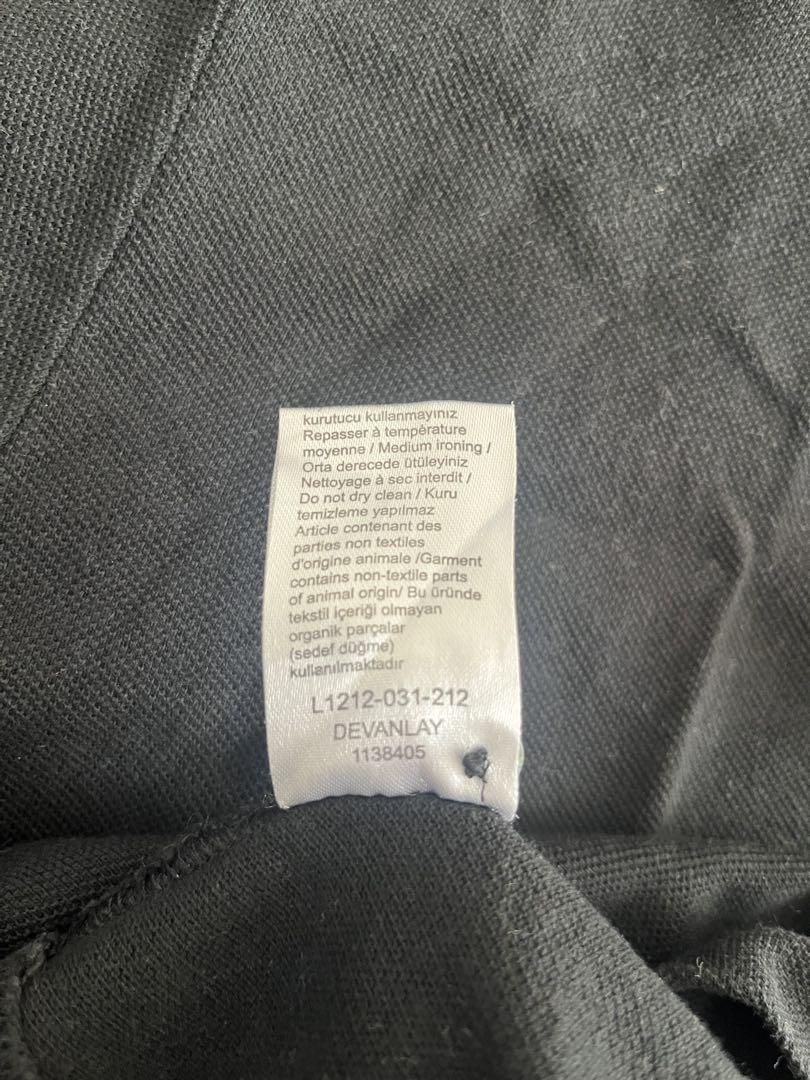 kurutucu kullanmayınız
Repasser à température
moyenne / Medium ironing /
Orta derecede ütüleyiniz
Nettoyage à sec interdit /
Do not dry clean / Kuru
temizleme yapılmaz
Article contenant des
parties non textiles
d'origine animale /Garment
contains non-textile parts
of animal origin/ Bu üründe
tekstil içeriği olmayan
organik parçalar
(sedef düğme)
kullanılmaktadır
L1212-031-212
DEVANLAY
1138405